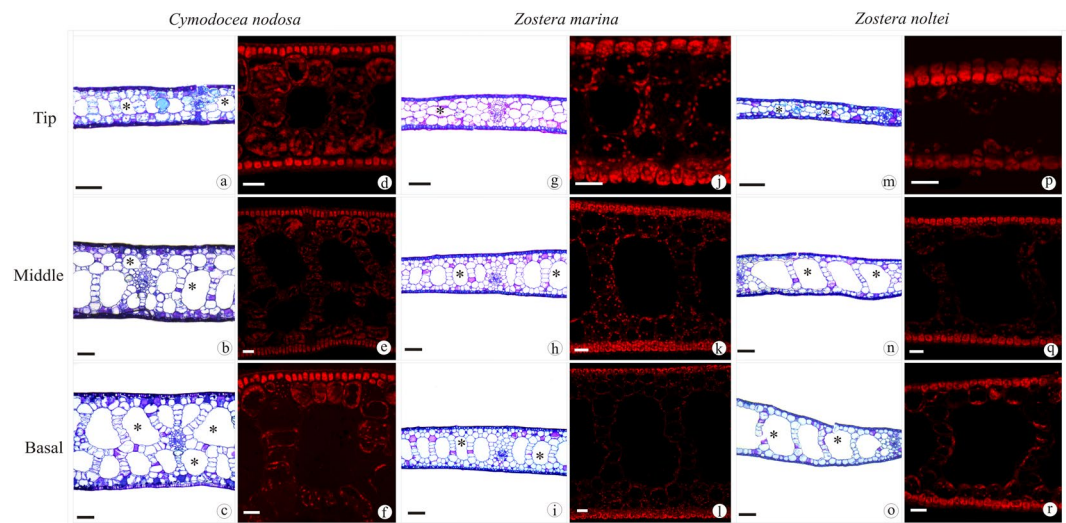 Cymodocea nodosa Zostera marina Zostera noltei
Tip
a d g j m p
Middle
b e h k n q
Basal
c f i l o r